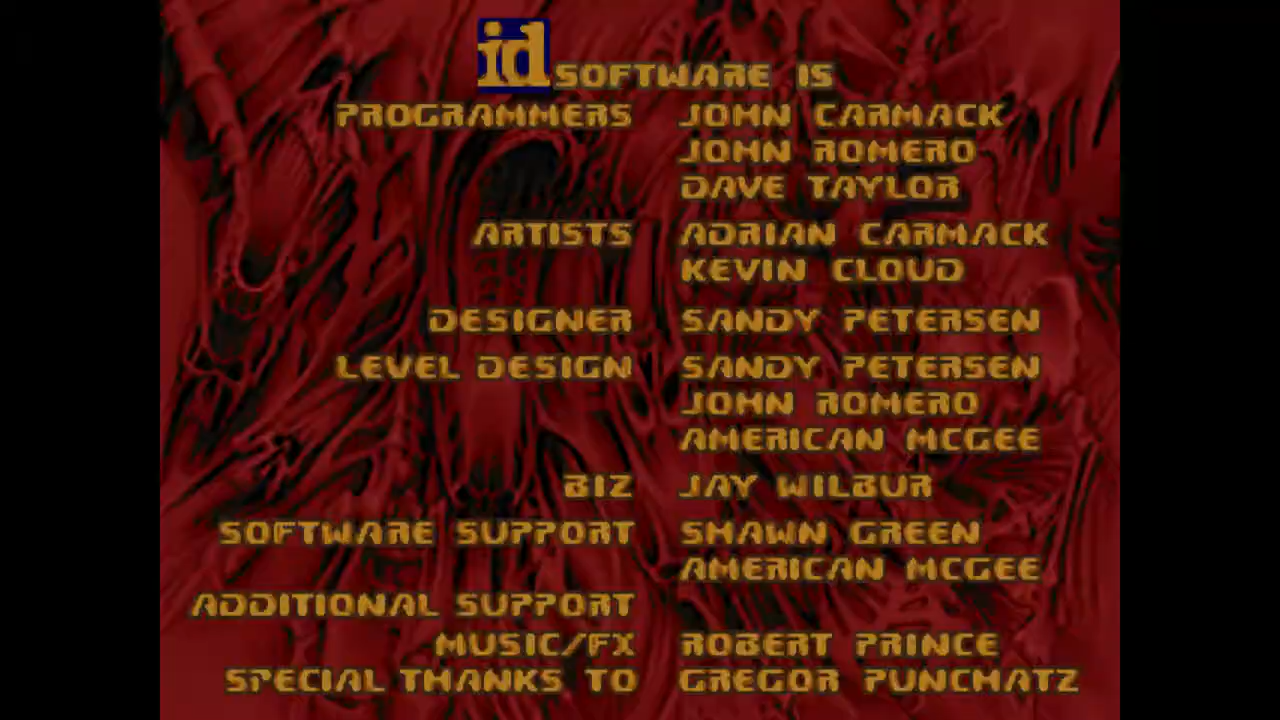 id SOFTWARE IS
PROGRAMMERS JOHN CARMACK
JOHN ROMERO
DAVE TAYLOR
ARTISTS ADRIAN CARMACK
KEVIN CLOUD
DESIGNER SANDY PETERSEN
LEVEL DESIGN SANDY PETERSEN
JOHN ROMERO
AMERICAN MCGEE
BIZ JAY WILBUR
SOFTWARE SUPPORT SHAWN GREEN
AMERICAN MCGEE
ADDITIONAL SUPPORT
MUSIC/FX ROBERT PRINCE
SPECIAL THANKS TO GREGOR PUNCHATZ